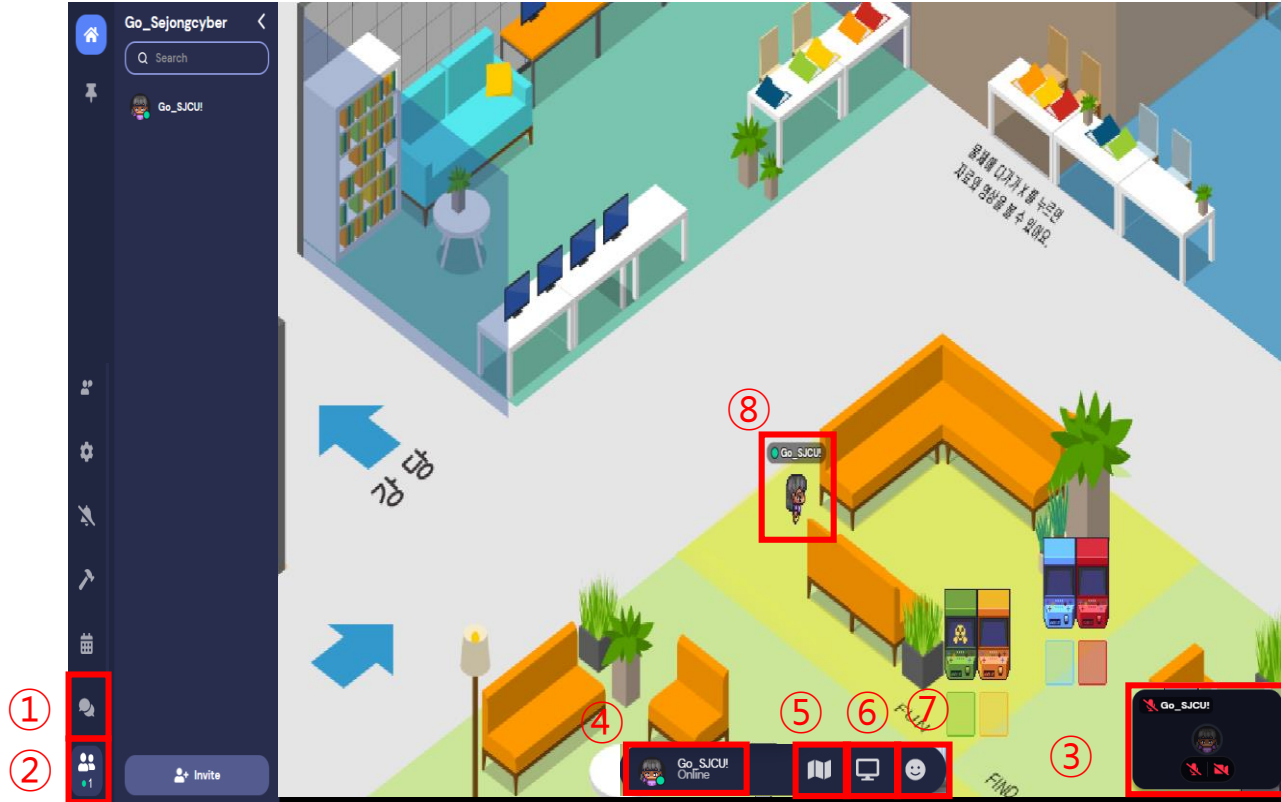 Go_Sejongcyber
Search
Go_SJCU!
물체에 다가가 X를 누르면
자료와 영상을 볼 수 있어요.
강당
⑧
Go_SJCU!
①
②
1
Invite
④
Go_SJCU!
Online
⑤
⑥
⑦
FUN
FIND
③
Go_SJCU!